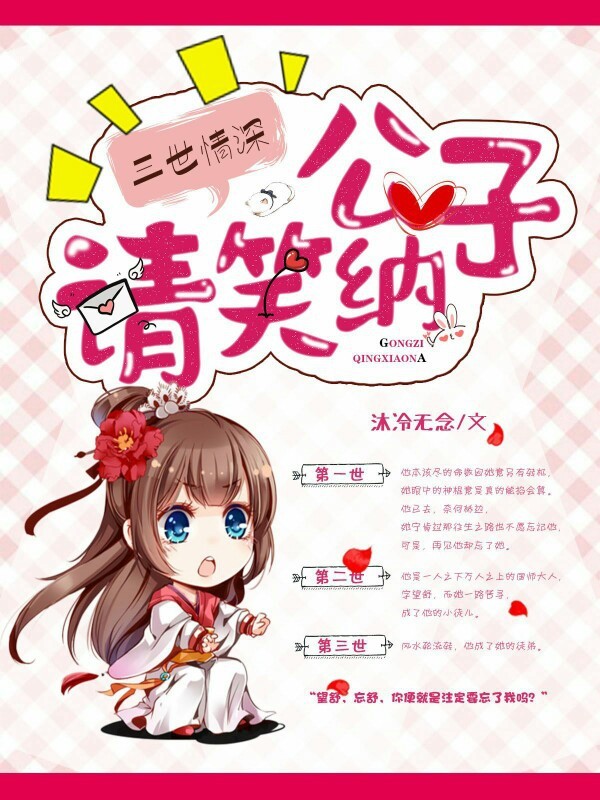 三世情深
公子
请笑纳
GONGZI
QINGXIAONA
沐冷无念/文
第一世
他本该尽的命数因她竟又有轮回,
她眼中的神棍竟是真的能掐会算。
他已去,奈何桥边,
她宁肯过那往生之路也不愿忘记他,
可是,再见他却忘了她。
第二世
他是一人之下万人之上的国师大人,
字望舒,而她一路苦寻,
成了他的小徒儿。
第三世
风水轮流转,他成了她的徒弟。
“望舒,忘舒,你便就是注定要忘了我吗?”